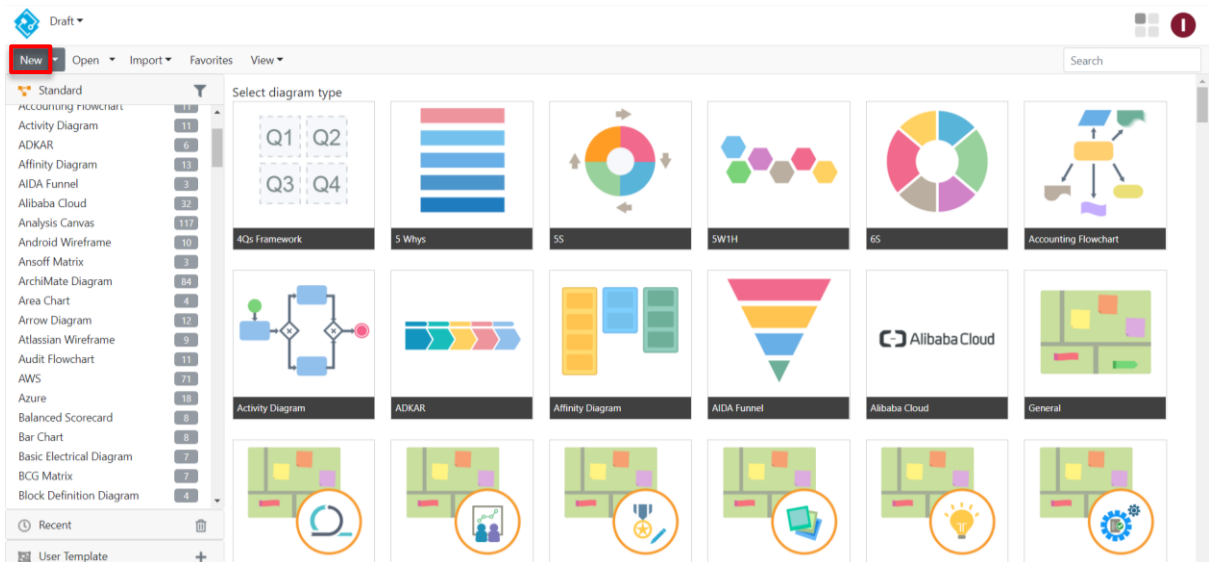 Draft
New
Open Import Favorites View Search
Standard
Select diagram type
Accounting Flowchart 11
Activity Diagram 11
ADKAR 6
Affinity Diagram 13
AIDA Funnel 3
Alibaba Cloud 32
Analysis Canvas 117
Android Wireframe 10
Ansoff Matrix 3
ArchiMate Diagram 84
Area Chart 4
Arrow Diagram 12
Atlassian Wireframe 9
Audit Flowchart 11
AWS 71
Azure 18
Balanced Scorecard 8
Bar Chart 8
Basic Electrical Diagram 7
BCG Matrix 7
Block Definition Diagram 4
Recent
User Template
Q1 Q2
Q3 Q4
4Qs Framework
5 Whys
5S
5W1H
6S
Accounting Flowchart
Activity Diagram
ADKAR
Affinity Diagram
AIDA Funnel
Alibaba Cloud
Alibaba Cloud
General
I